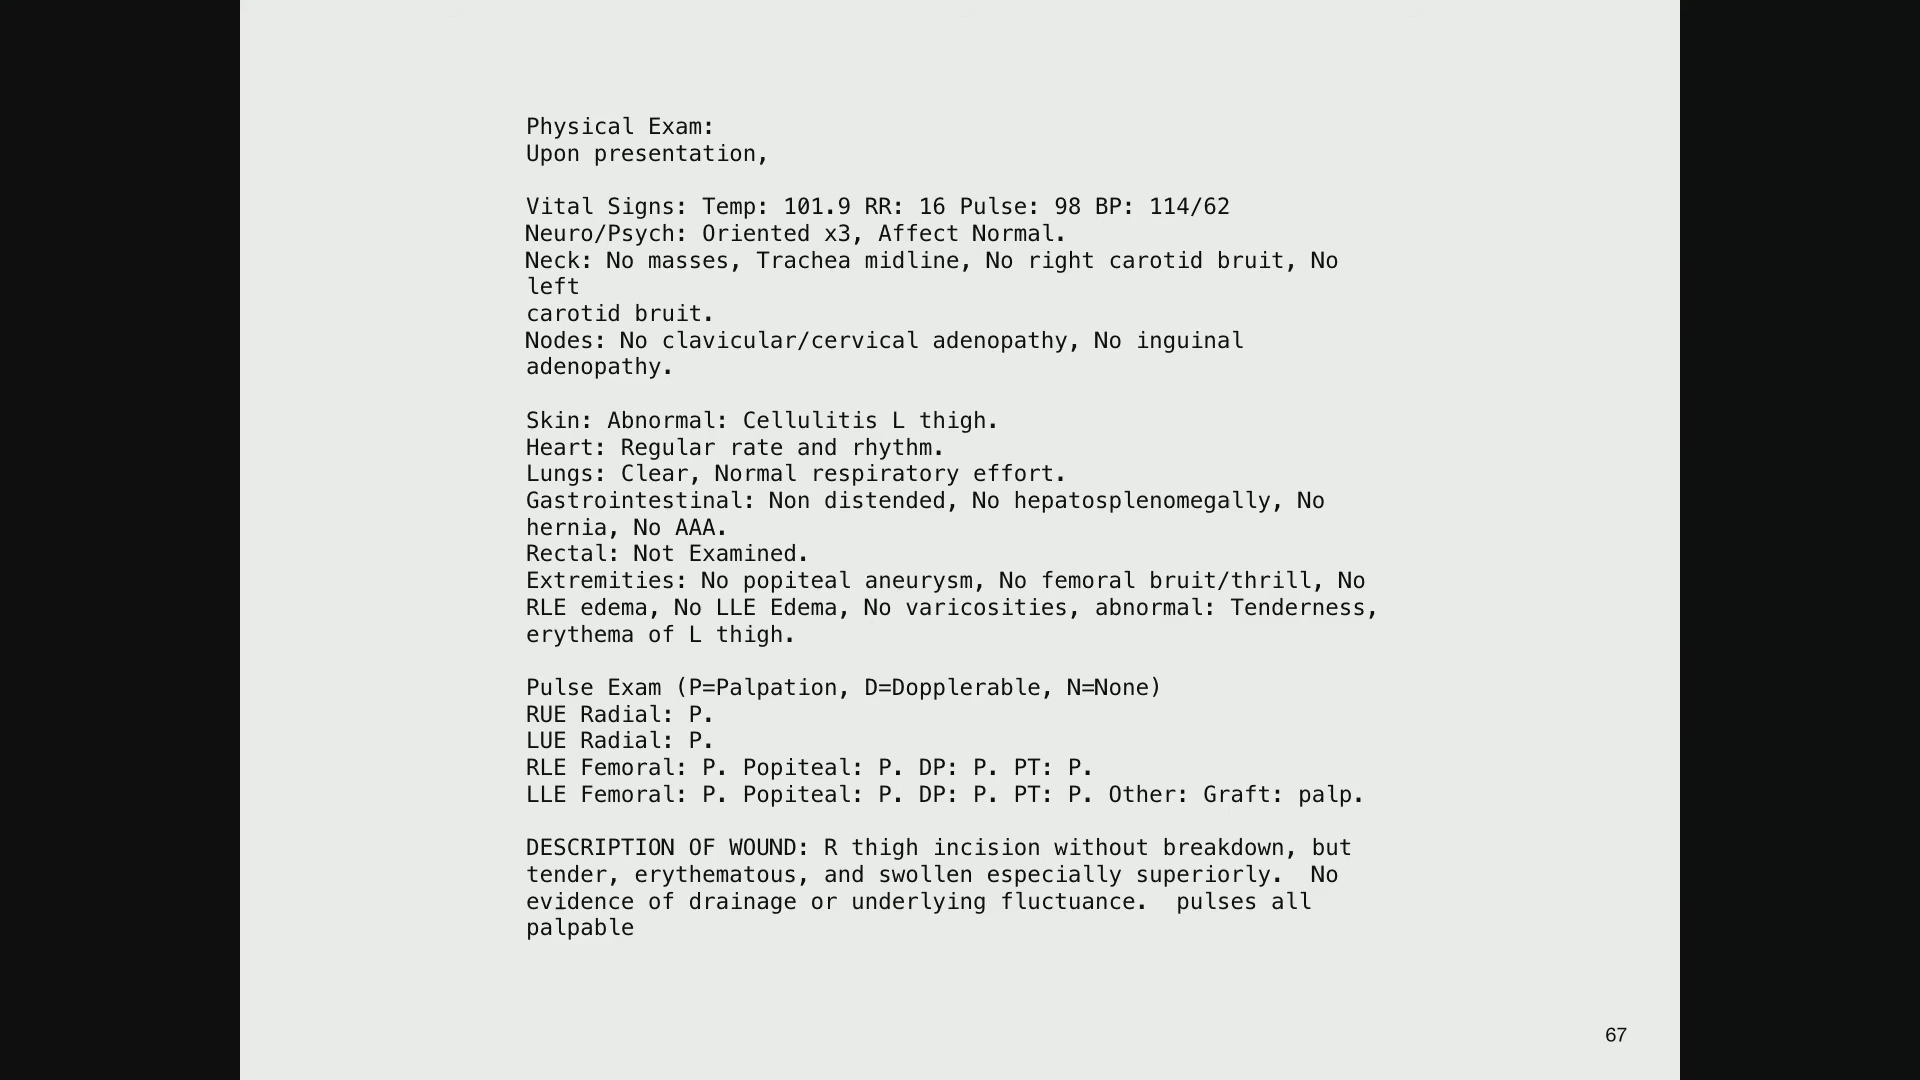 Physical Exam:
Upon presentation,
Vital Signs: Temp: 101.9 RR: 16 Pulse: 98 BP: 114/62
Neuro/Psych: Oriented x3, Affect Normal.
Neck: No masses, Trachea midline, No right carotid bruit, No
left
carotid bruit.
Nodes: No clavicular/cervical adenopathy, No inguinal
adenopathy.
Skin: Abnormal: Cellulitis L thigh.
Heart: Regular rate and rhythm.
Lungs: Clear, Normal respiratory effort.
Gastrointestinal: Non distended, No hepatosplenomegally, No
hernia, No AAA.
Rectal: Not Examined.
Extremities: No popiteal aneurysm, No femoral bruit/thrill, No
RLE edema, No LLE Edema, No varicosities, abnormal: Tenderness,
erythema of L thigh.
Pulse Exam (P=Palpation, D=Dopplerable, N=None)
RUE Radial: P.
LUE Radial: P.
RLE Femoral: P. Popiteal: P. DP: P. PT: P.
LLE Femoral: P. Popiteal: P. DP: P. PT: P. Other: Graft: palp.
DESCRIPTION OF WOUND: R thigh incision without breakdown, but
tender, erythematous, and swollen especially superiorly.  No
evidence of drainage or underlying fluctuance.  pulses all
palpable
67